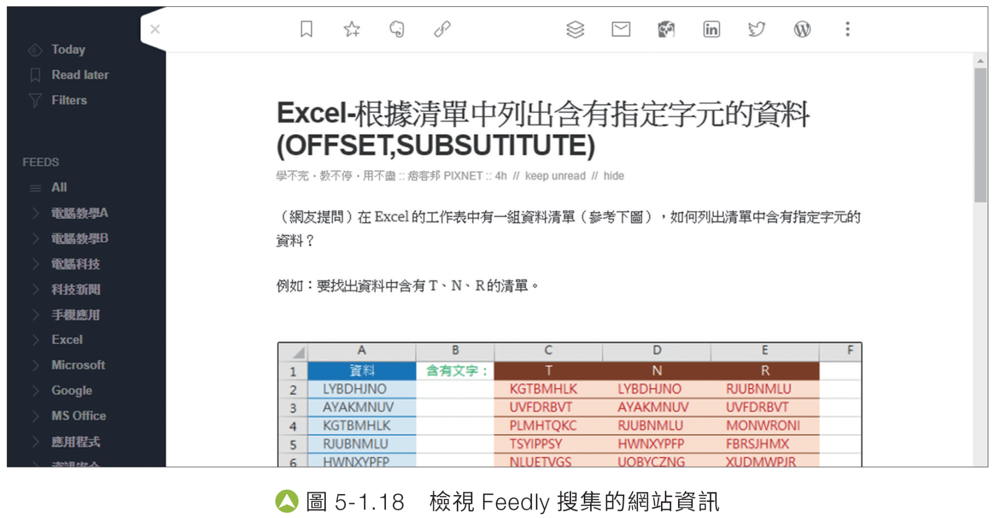 Today
Read later
Filters
FEEDS
All
電腦教學A
電腦教學B
電腦科技
科技新聞
手機應用
Excel
Microsoft
Google
MS Office
應用程式
資訊安全
Excel-根據清單中列出含有指定字元的資料
(OFFSET,SUBSUTITUTE)
學不完・教不停・用不盡 :: 痞客邦 PIXNET :: 4h // keep unread // hide
（網友提問）在 Excel 的工作表中有一組資料清單（參考下圖），如何列出清單中含有指定字元的
資料？
例如：要找出資料中含有 T、N、R 的清單。
A B C D E F
1 資料 含有文字： T N R
2 LYBDHJNO KGTBMHLK LYBDHJNO RJUBNMLU
3 AYAKMNUV UVFDRBVT AYAKMNUV UVFDRBVT
4 KGTBMHLK PLMHTQKC RJUBNMLU MONWRONI
5 RJUBNMLU TSYIPPSY HWNXYPFP FBRSJHMX
6 HWNXYPFP NLUETVGS UOBYCZNG XUDMWPJR
圖 5-1.18 檢視 Feedly 搜集的網站資訊